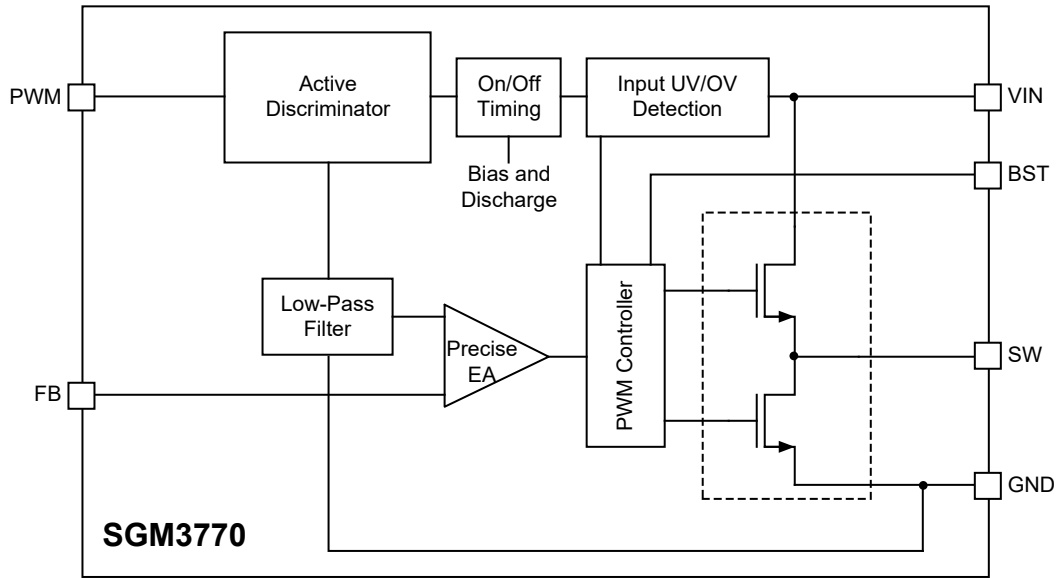 PWM
Active
Discriminator
On/Off
Timing
Input UV/OV
Detection
VIN
Bias and
Discharge
BST
Low-Pass
Filter
Precise
EA
PWM Controller
SW
FB
GND
SGM3770